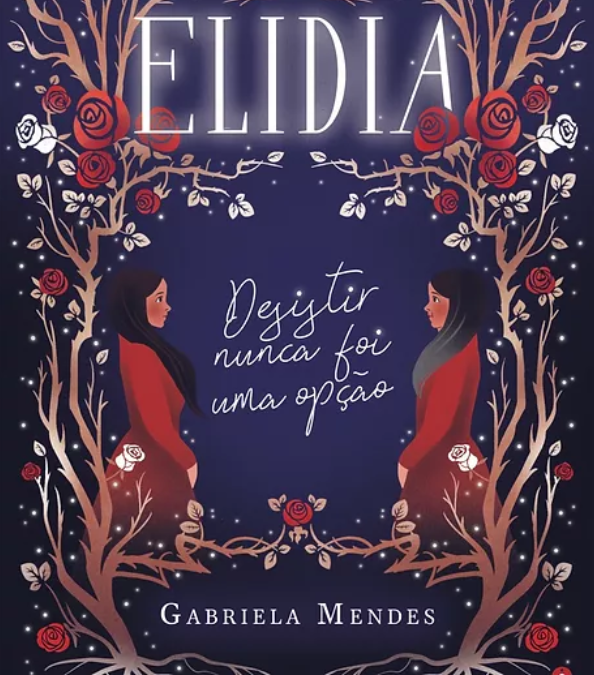 ELIDIA
Desistir
nunca foi
uma opção
GABRIELA MENDES